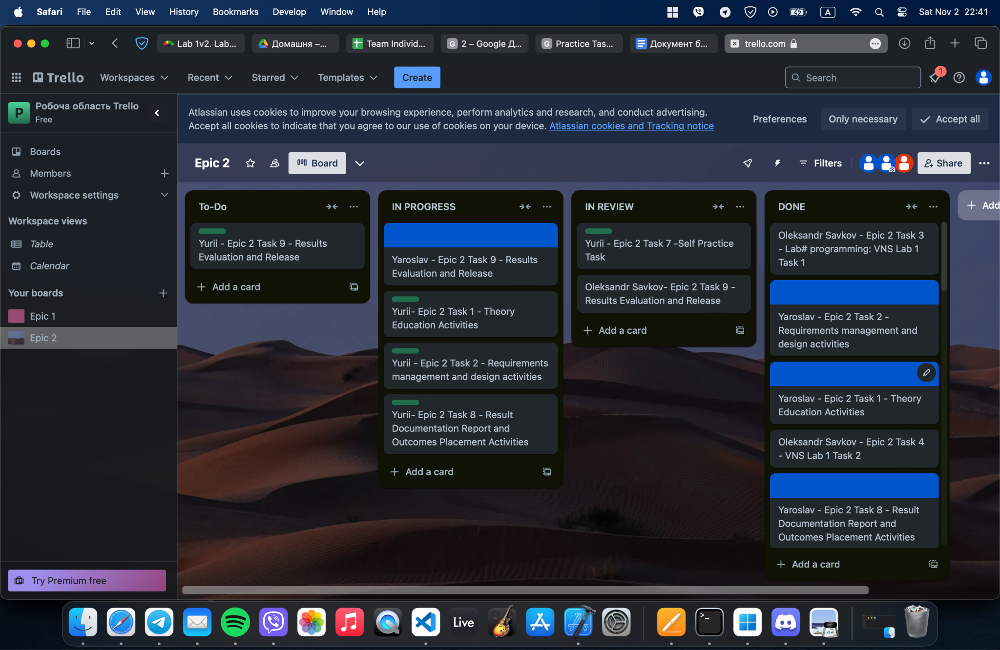 Safari File Edit View History Bookmarks Develop Window Help A Sat Nov 2 22:41
Lab 1v2. Lab... Домашня –... Team Individ... G 2 – Google Д... G Practice Tas... Документ б... trello.com
Trello Workspaces Recent Starred Templates Create Search 1
P Робоча область Trello
Free
Boards
Members
Workspace settings
Workspace views
Table
Calendar
Your boards
Epic 1
Epic 2
Try Premium free
Atlassian uses cookies to improve your browsing experience, perform analytics and research, and conduct advertising.
Accept all cookies to indicate that you agree to our use of cookies on your device. Atlassian cookies and Tracking notice
Preferences Only necessary Accept all
Epic 2 Board Filters Share
To-Do
Yurii - Epic 2 Task 9 - Results
Evaluation and Release
Add a card
IN PROGRESS
Yaroslav - Epic 2 Task 9 - Results
Evaluation and Release
Yurii- Epic 2 Task 1 - Theory
Education Activities
Yurii - Epic 2 Task 2 - Requirements
management and design activities
Yurii- Epic 2 Task 8 - Result
Documentation Report and
Outcomes Placement Activities
Add a card
IN REVIEW
Yurii - Epic 2 Task 7 -Self Practice
Task
Oleksandr Savkov- Epic 2 Task 9 -
Results Evaluation and Release
Add a card
DONE
Oleksandr Savkov - Epic 2 Task 3
- Lab# programming: VNS Lab 1
Task 1
Yaroslav - Epic 2 Task 2 -
Requirements management and
design activities
Yaroslav - Epic 2 Task 1 - Theory
Education Activities
Oleksandr Savkov - Epic 2 Task 4
- VNS Lab 1 Task 2
Yaroslav - Epic 2 Task 8 - Result
Documentation Report and
Outcomes Placement Activities
Add a card
Add
Live